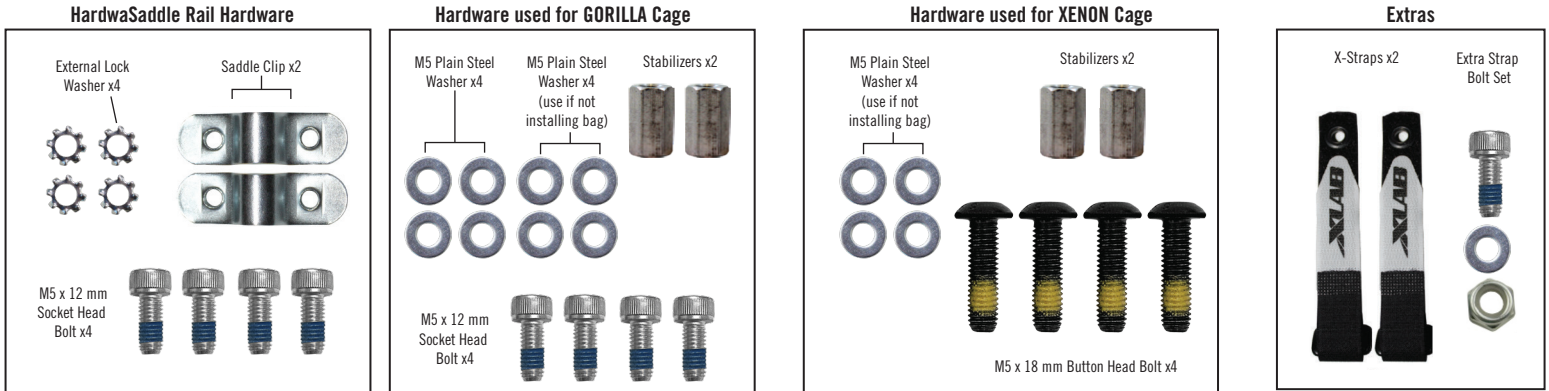 HardwaSaddle Rail Hardware
External Lock
Washer x4
Saddle Clip x2
M5 x 12 mm
Socket Head
Bolt x4
Hardware used for GORILLA Cage
M5 Plain Steel
Washer x4
M5 Plain Steel
Washer x4
(use if not
installing bag)
Stabilizers x2
M5 x 12 mm
Socket Head
Bolt x4
Hardware used for XENON Cage
M5 Plain Steel
Washer x4
(use if not
installing bag)
Stabilizers x2
M5 x 18 mm Button Head Bolt x4
Extras
X-Straps x2
Extra Strap
Bolt Set
XLAB
XLAB